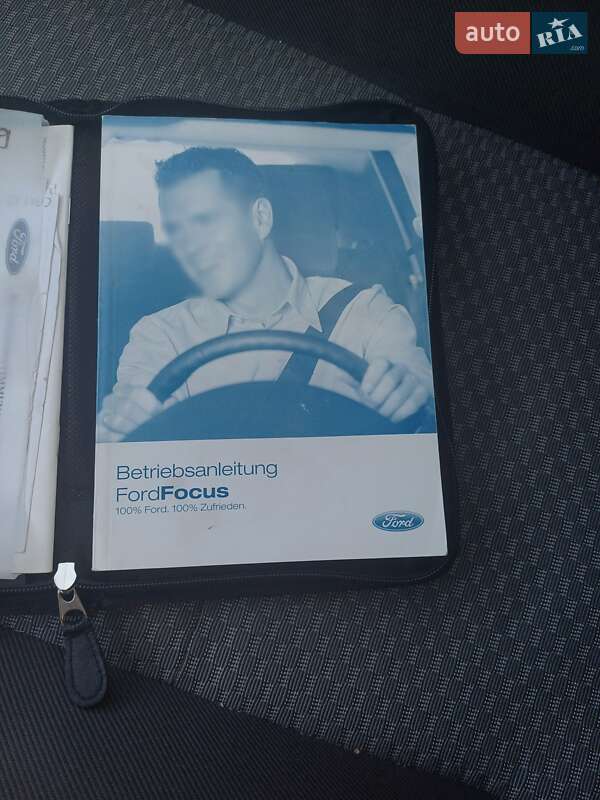 auto RIA
.com
Ford
Betriebsanleitung
FordFocus
100% Ford. 100% Zufrieden.
Ford